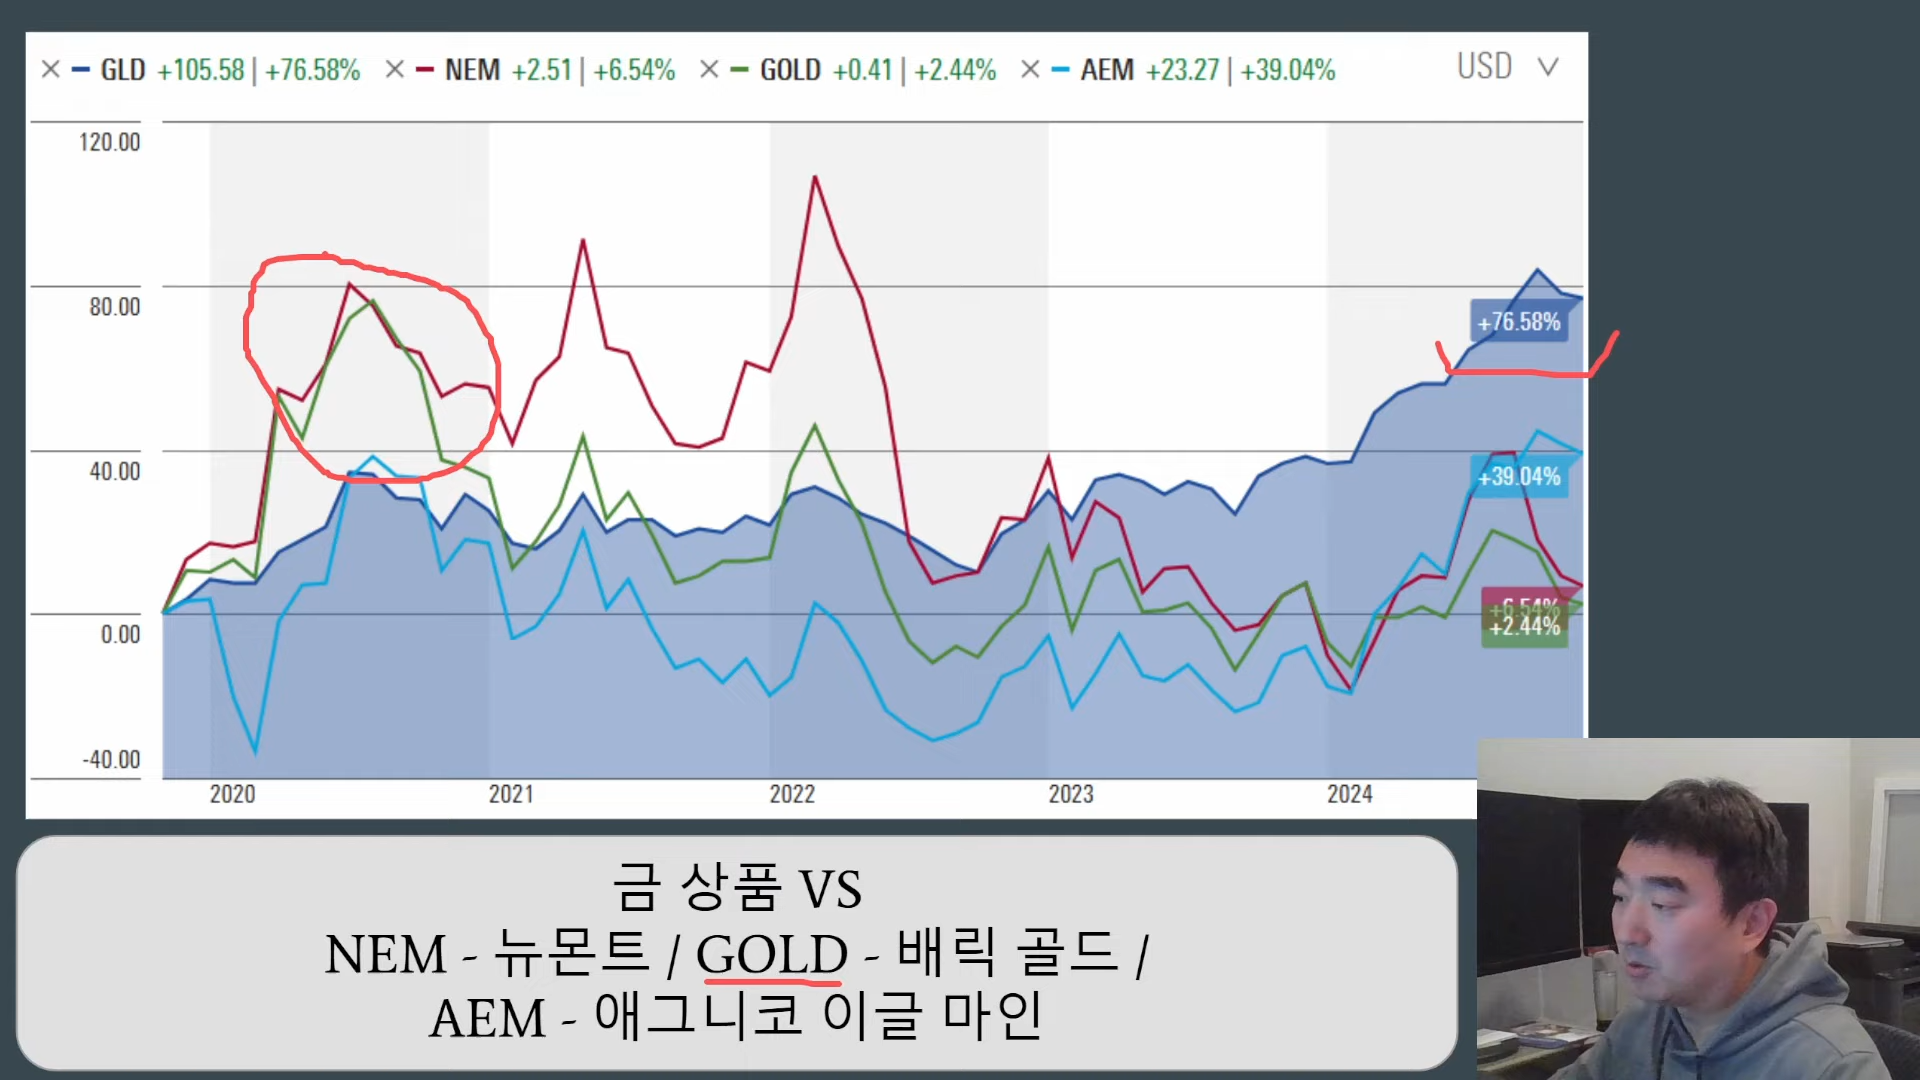 × GLD +105.58 | +76.58% × NEM +2.51 | +6.54% × GOLD +0.41 | +2.44% × AEM +23.27 | +39.04% USD
120.00
80.00
40.00
0.00
-40.00
+76.58%
+39.04%
+6.54%
+2.44%
2020 2021 2022 2023 2024
금 상품 VS
NEM - 뉴몬트 / GOLD - 배릭 골드 /
AEM - 애그니코 이글 마인